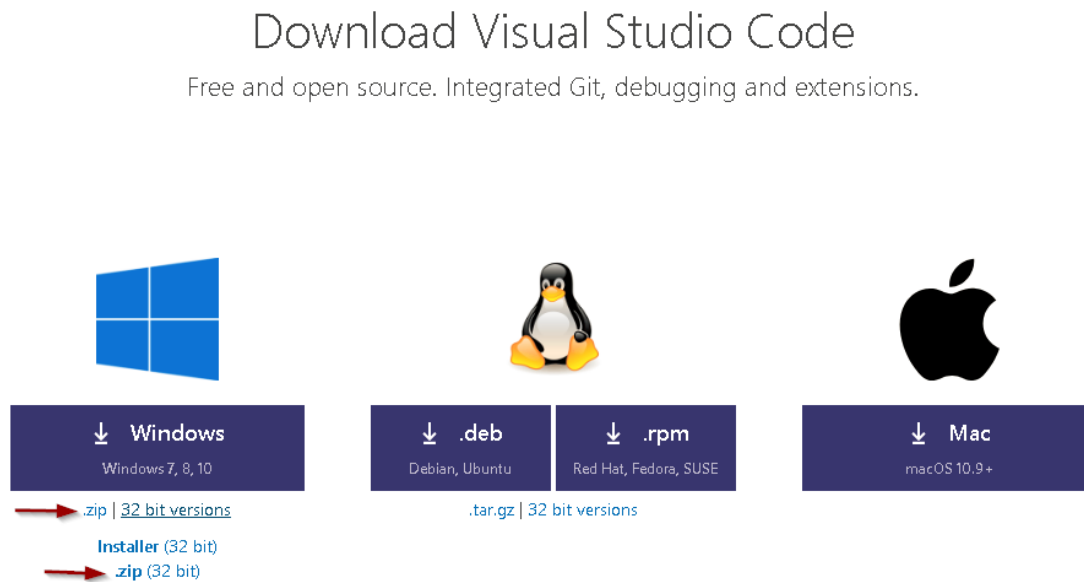 Download Visual Studio Code
Free and open source. Integrated Git, debugging and extensions.
Windows
Windows 7, 8, 10
.deb
Debian, Ubuntu
.rpm
Red Hat, Fedora, SUSE
Mac
macOS 10.9+
.zip | 32 bit versions
.tar.gz | 32 bit versions
Installer (32 bit)
.zip (32 bit)